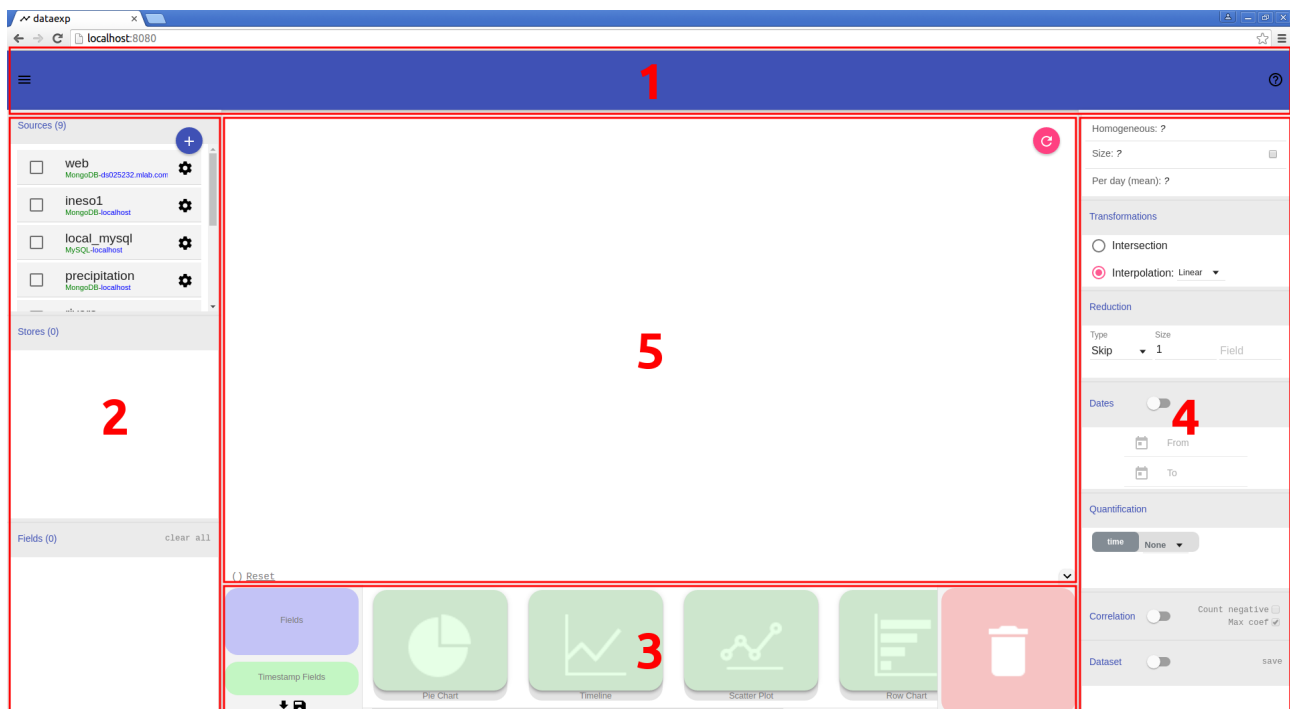 dataexp
localhost:8080
1
Sources (9)
web
MongoDB-ds025232.mlab.com
ineso1
MongoDB-localhost
local_mysql
MySQL-localhost
precipitation
MongoDB-localhost
Stores (0)
2
Fields (0)
clear all
5
() Reset
Fields
Timestamp Fields
3
Pie Chart
Timeline
Scatter Plot
Row Chart
Homogeneous: ?
Size: ?
Per day (mean): ?
Transformations
Intersection
Interpolation: Linear
Reduction
Type Size
Skip 1 Field
Dates
4
From
To
Quantification
time None
Correlation
Count negative
Max coef
Dataset
save